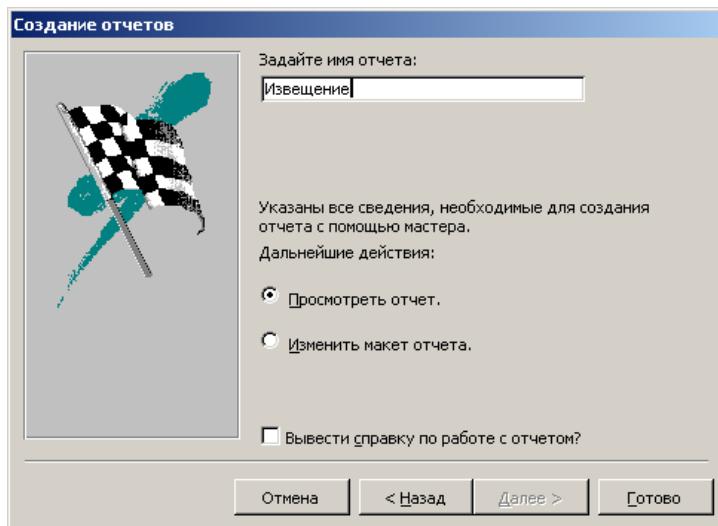 Создание отчетов
Задайте имя отчета:
Извещение
Указаны все сведения, необходимые для создания
отчета с помощью мастера.
Дальнейшие действия:
Просмотреть отчет.
Изменить макет отчета.
Вывести справку по работе с отчетом?
Отмена < Назад Далее > Готово